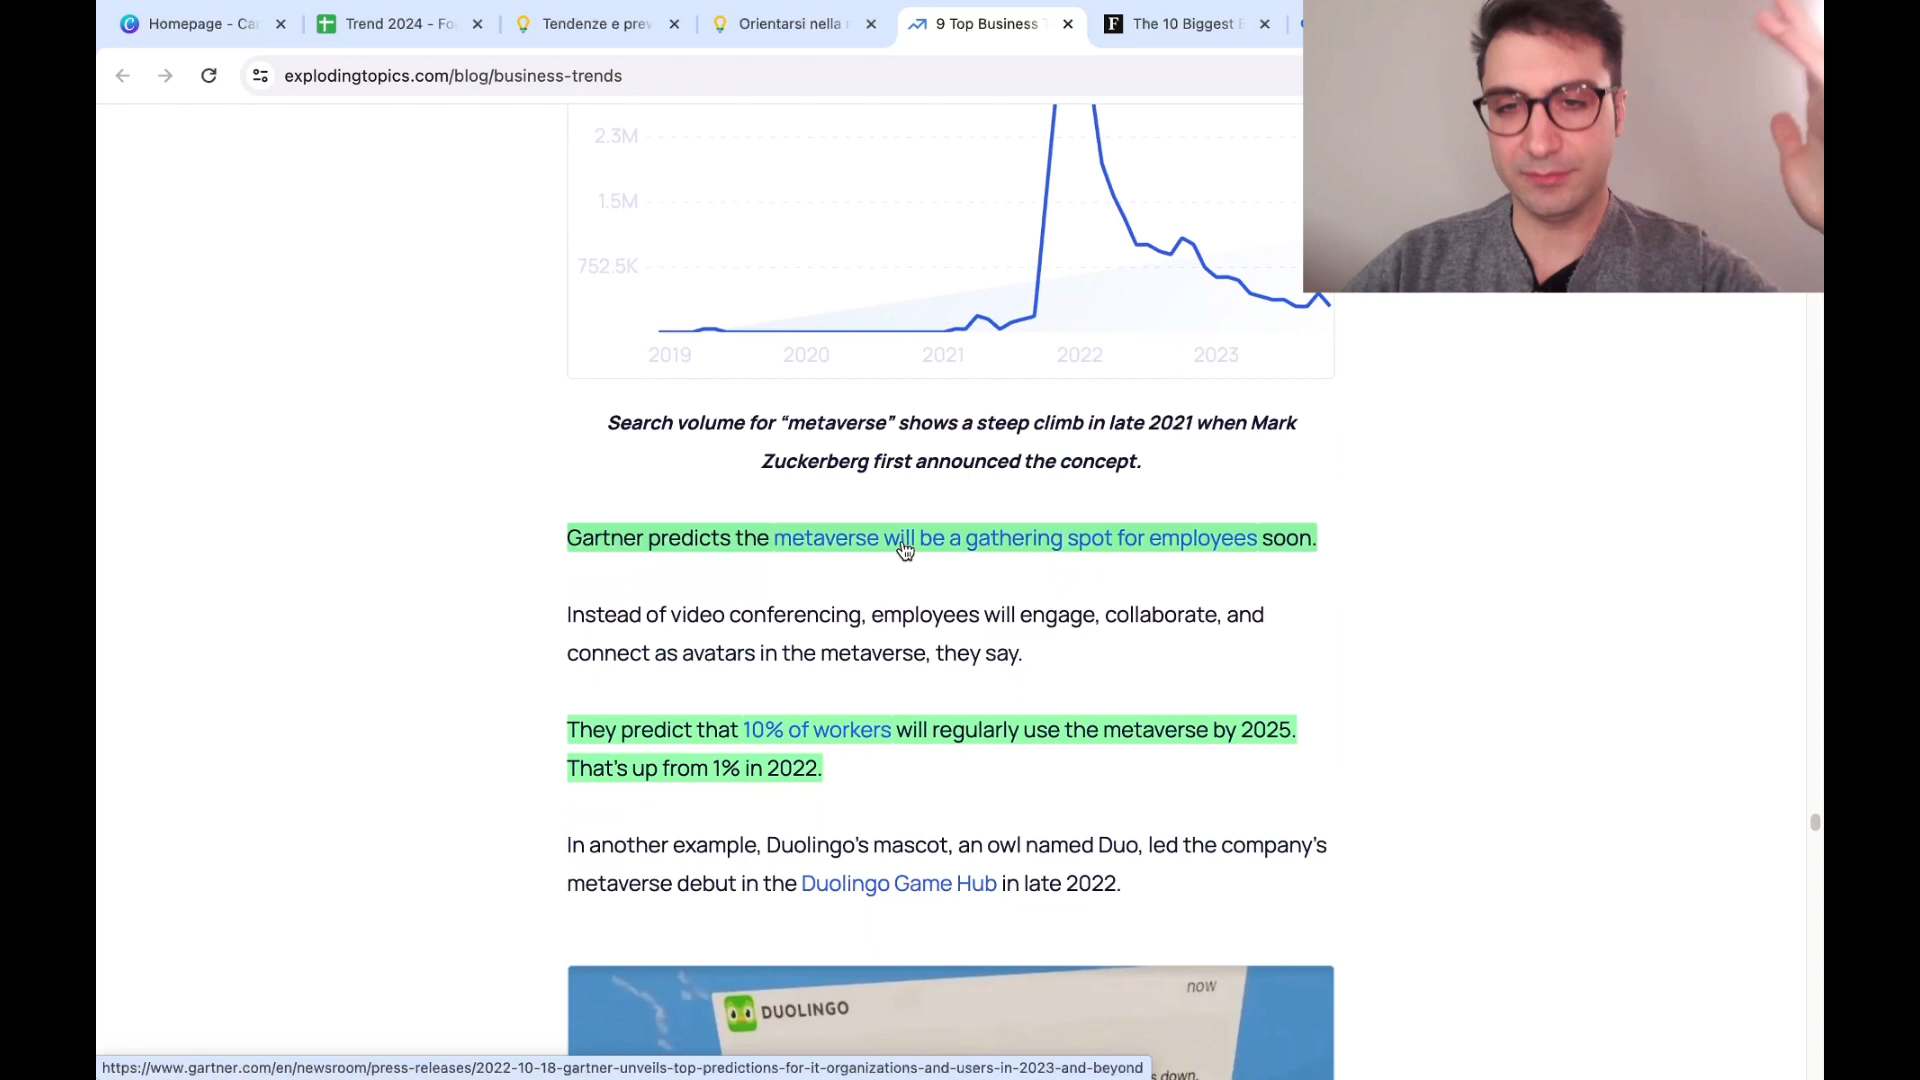 Homepage - Ca
Trend 2024 - Fo
Tendenze e prev
Orientarsi nella
9 Top Business
The 10 Biggest
explodingtopics.com/blog/business-trends
2.3M
1.5M
752.5K
2019 2020 2021 2022 2023
Search volume for “metaverse” shows a steep climb in late 2021 when Mark
Zuckerberg first announced the concept.
Gartner predicts the metaverse will be a gathering spot for employees soon.
Instead of video conferencing, employees will engage, collaborate, and
connect as avatars in the metaverse, they say.
They predict that 10% of workers will regularly use the metaverse by 2025.
That’s up from 1% in 2022.
In another example, Duolingo’s mascot, an owl named Duo, led the company’s
metaverse debut in the Duolingo Game Hub in late 2022.
now
DUOLINGO
https://www.gartner.com/en/newsroom/press-releases/2022-10-18-gartner-unveils-top-predictions-for-it-organizations-and-users-in-2023-and-beyond
s down.